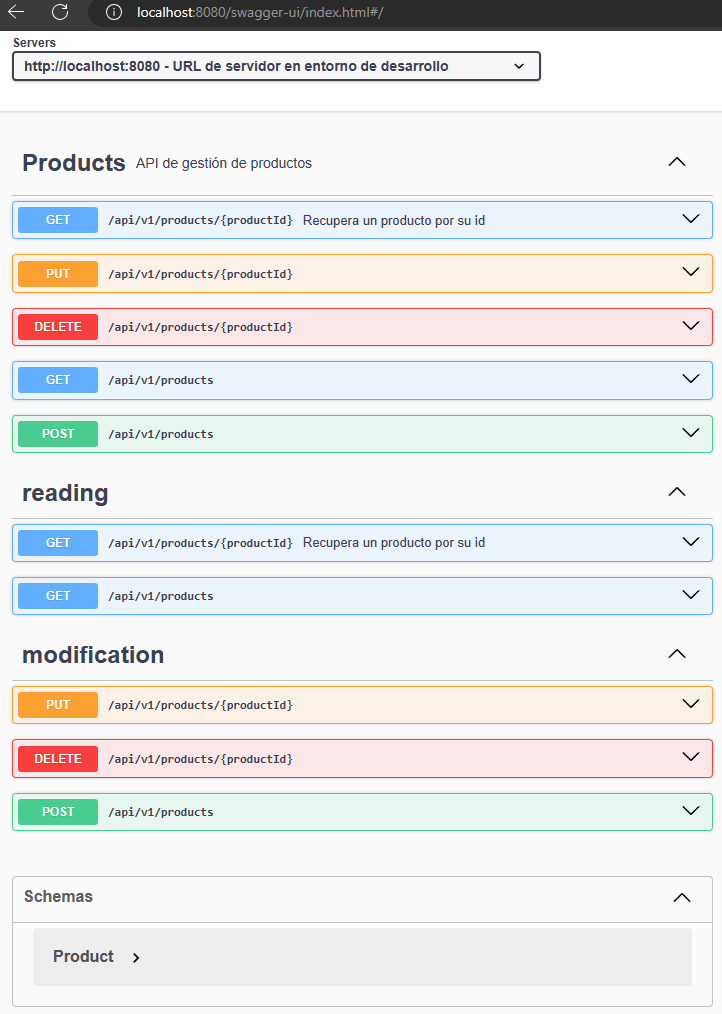 localhost:8080/swagger-ui/index.html#/
Servers
http://localhost:8080 - URL de servidor en entorno de desarrollo
Products API de gestión de productos
GET /api/v1/products/{productId} Recupera un producto por su id
PUT /api/v1/products/{productId}
DELETE /api/v1/products/{productId}
GET /api/v1/products
POST /api/v1/products
reading
GET /api/v1/products/{productId} Recupera un producto por su id
GET /api/v1/products
modification
PUT /api/v1/products/{productId}
DELETE /api/v1/products/{productId}
POST /api/v1/products
Schemas
Product